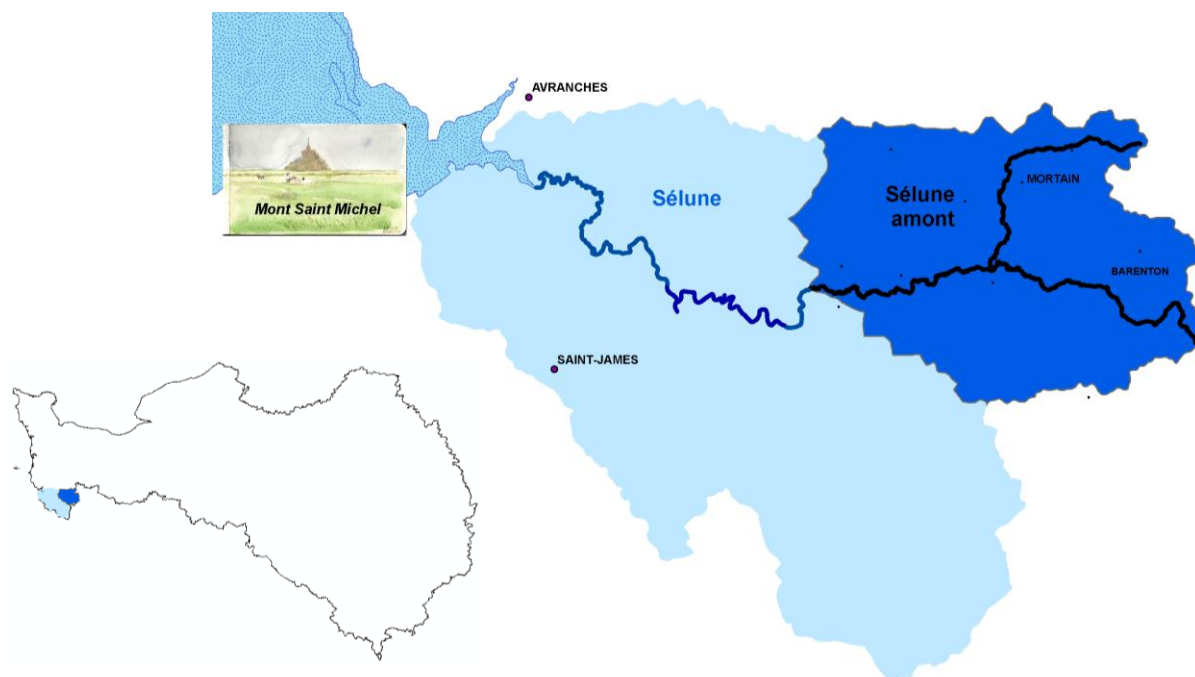 AVRANCHES
Mont Saint Michel
Sélune
Sélune
amont
MORTAIN
BARENTON
SAINT-JAMES